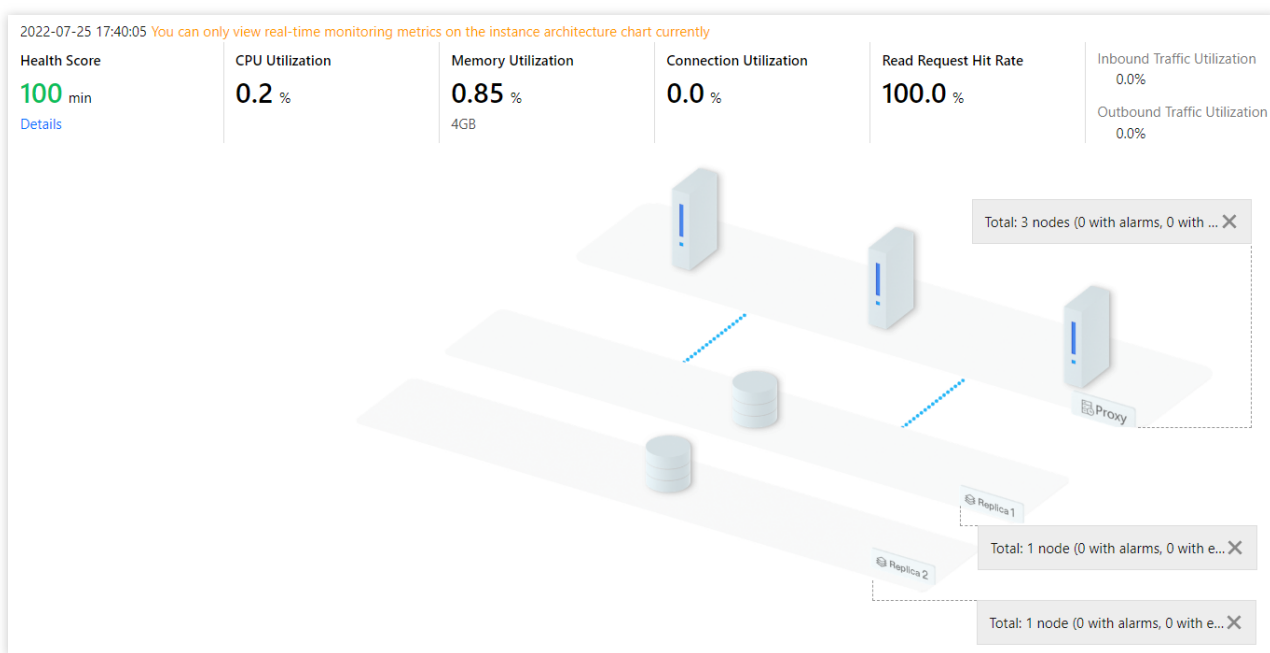 2022-07-25 17:40:05 You can only view real-time monitoring metrics on the instance architecture chart currently
Health Score
100 min
Details
CPU Utilization
0.2 %
Memory Utilization
0.85 %
4GB
Connection Utilization
0.0 %
Read Request Hit Rate
100.0 %
Inbound Traffic Utilization
0.0%
Outbound Traffic Utilization
0.0%
Total: 3 nodes (0 with alarms, 0 with ...
Proxy
Replica 1
Total: 1 node (0 with alarms, 0 with e...
Replica 2
Total: 1 node (0 with alarms, 0 with e...